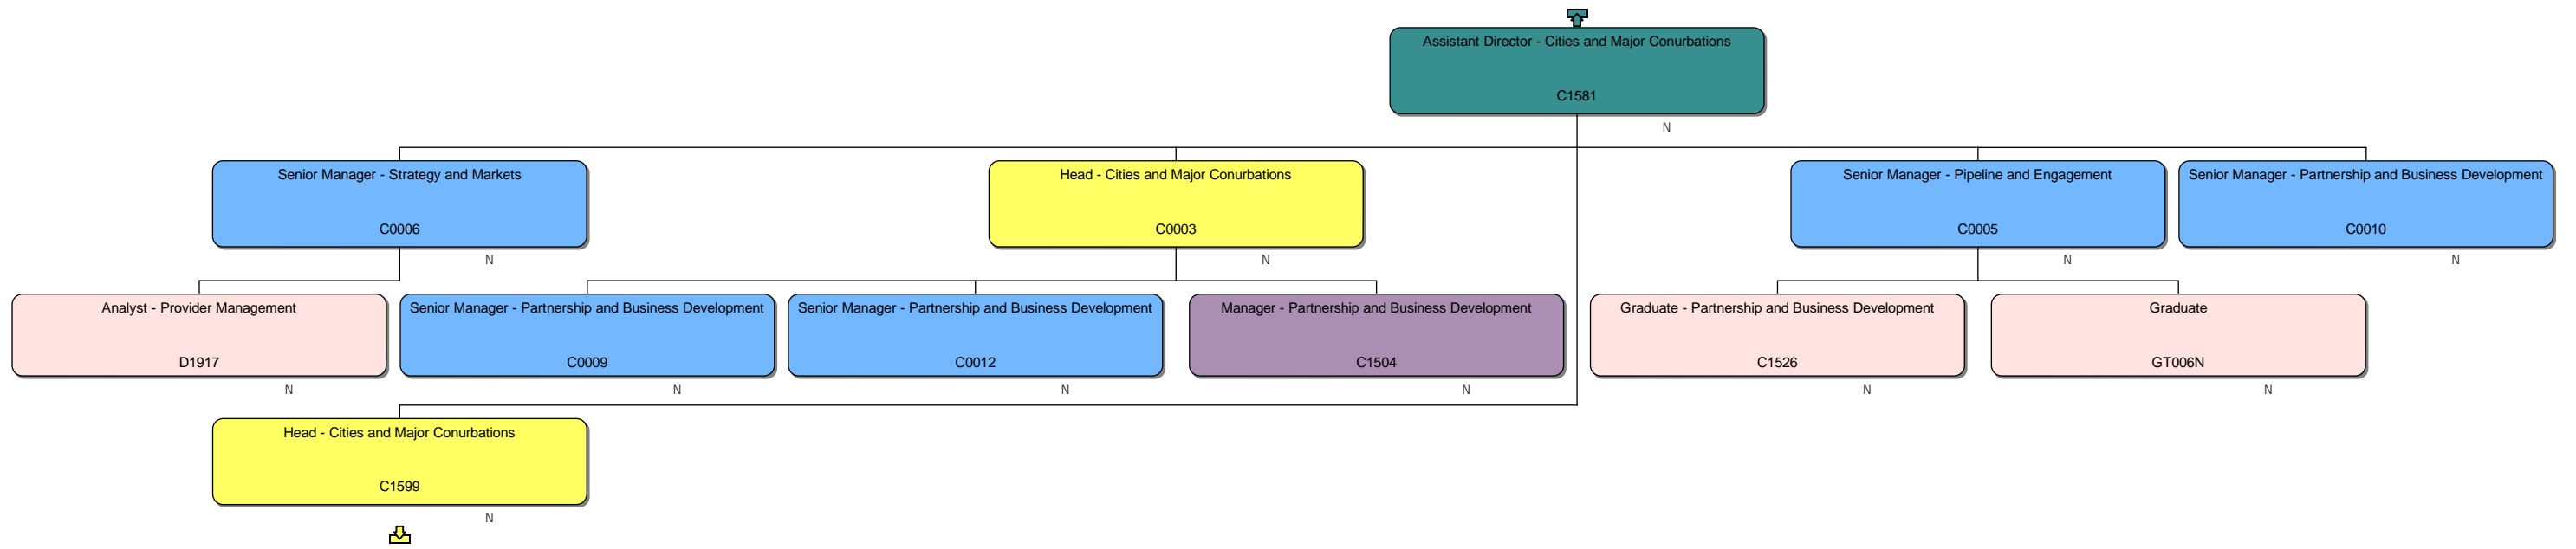 Assistant Director - Cities and Major Conurbations
C1581
N
Senior Manager - Strategy and Markets
C0006
N
Head - Cities and Major Conurbations
C0003
N
Senior Manager - Pipeline and Engagement
C0005
N
Senior Manager - Partnership and Business Development
C0010
N
Analyst - Provider Management
D1917
N
Senior Manager - Partnership and Business Development
C0009
N
Senior Manager - Partnership and Business Development
C0012
N
Manager - Partnership and Business Development
C1504
N
Graduate - Partnership and Business Development
C1526
N
Graduate
GT006N
N
Head - Cities and Major Conurbations
C1599
N